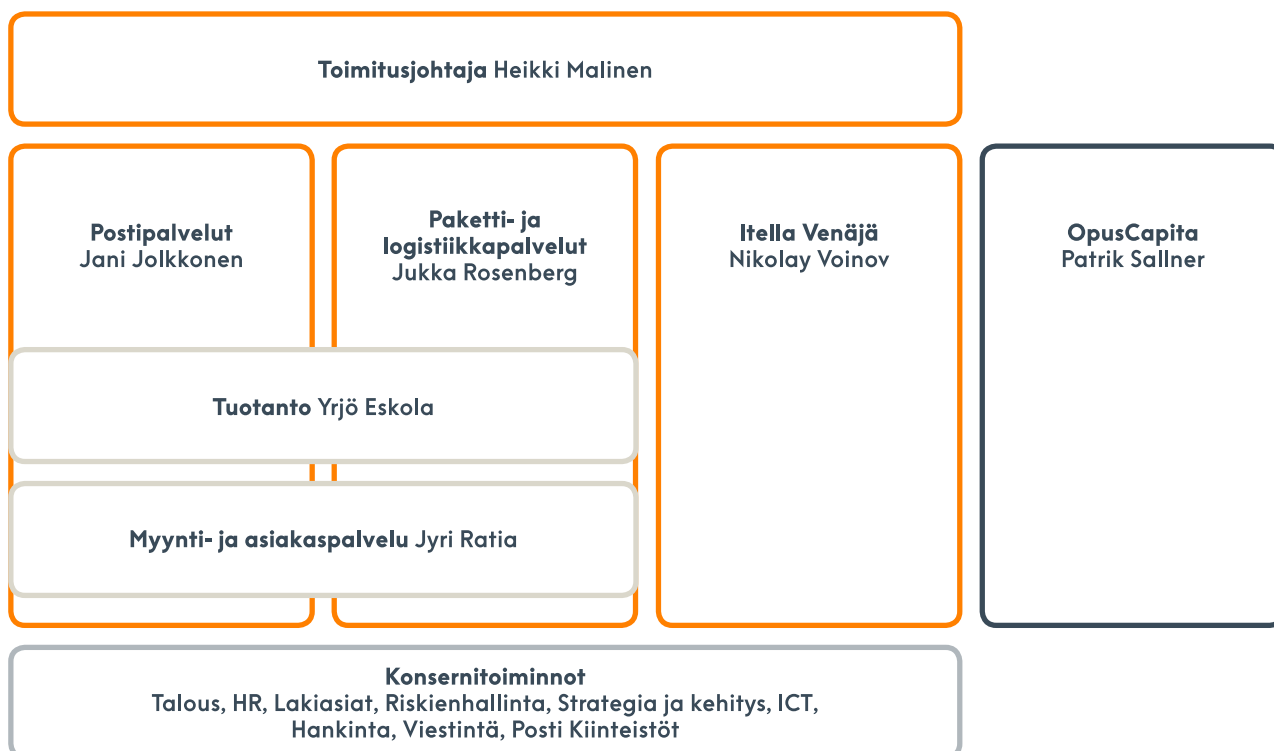 Toimitusjohtaja Heikki Malinen
Postipalvelut
Jani Jolkkonen
Paketti- ja
logistiikkapalvelut
Jukka Rosenberg
Itella Venäjä
Nikolay Voinov
OpusCapita
Patrik Sallner
Tuotanto Yrjö Eskola
Myynti- ja asiakaspalvelu Jyri Ratia
Konsernitoiminnot
Talous, HR, Lakiasiat, Riskienhallinta, Strategia ja kehitys, ICT,
Hankinta, Viestintä, Posti Kiinteistöt